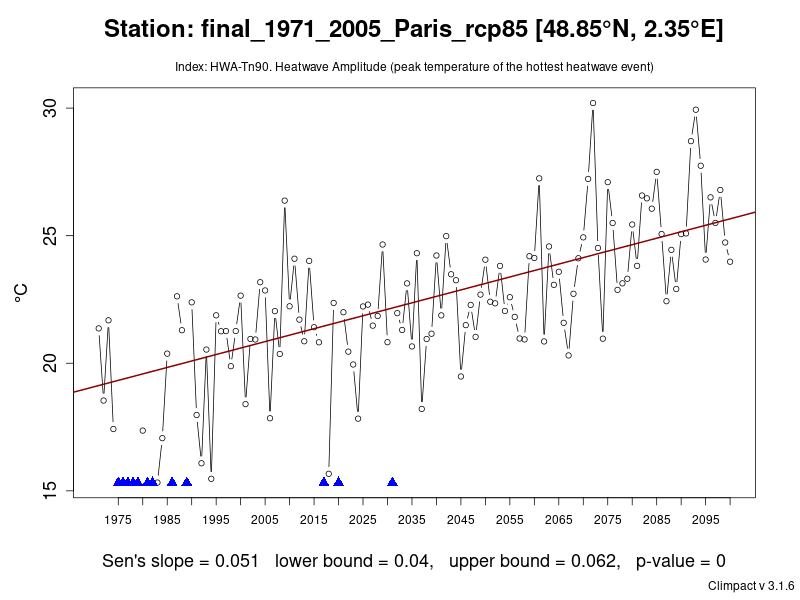 Station: final_1971_2005_Paris_rcp85 [48.85°N, 2.35°E]
Index: HWA-Tn90. Heatwave Amplitude (peak temperature of the hottest heatwave event)
30
25
20
15
°C
1975 1985 1995 2005 2015 2025 2035 2045 2055 2065 2075 2085 2095
Sen's slope = 0.051 lower bound = 0.04, upper bound = 0.062, p-value = 0
Climpact v 3.1.6